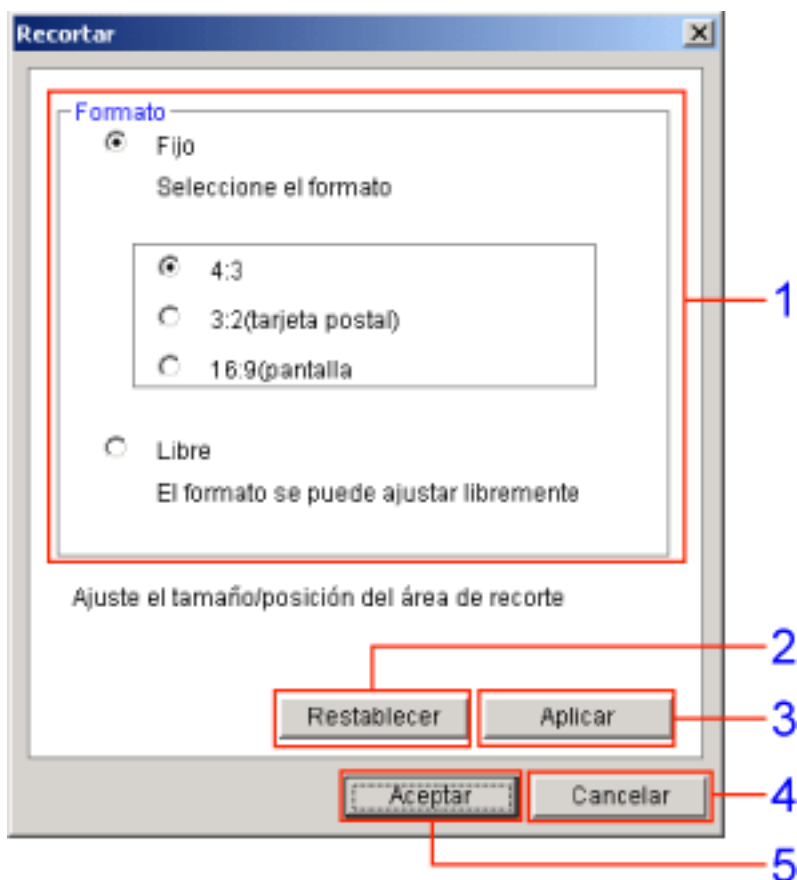 Recortar
Formato
Fijo
Seleccione el formato
4:3
3:2(tarjeta postal)
16:9(pantalla
1
Libre
El formato se puede ajustar libremente
Ajuste el tamaño/posición del área de recorte
2
Restablecer Aplicar 3
Aceptar Cancelar 4
5